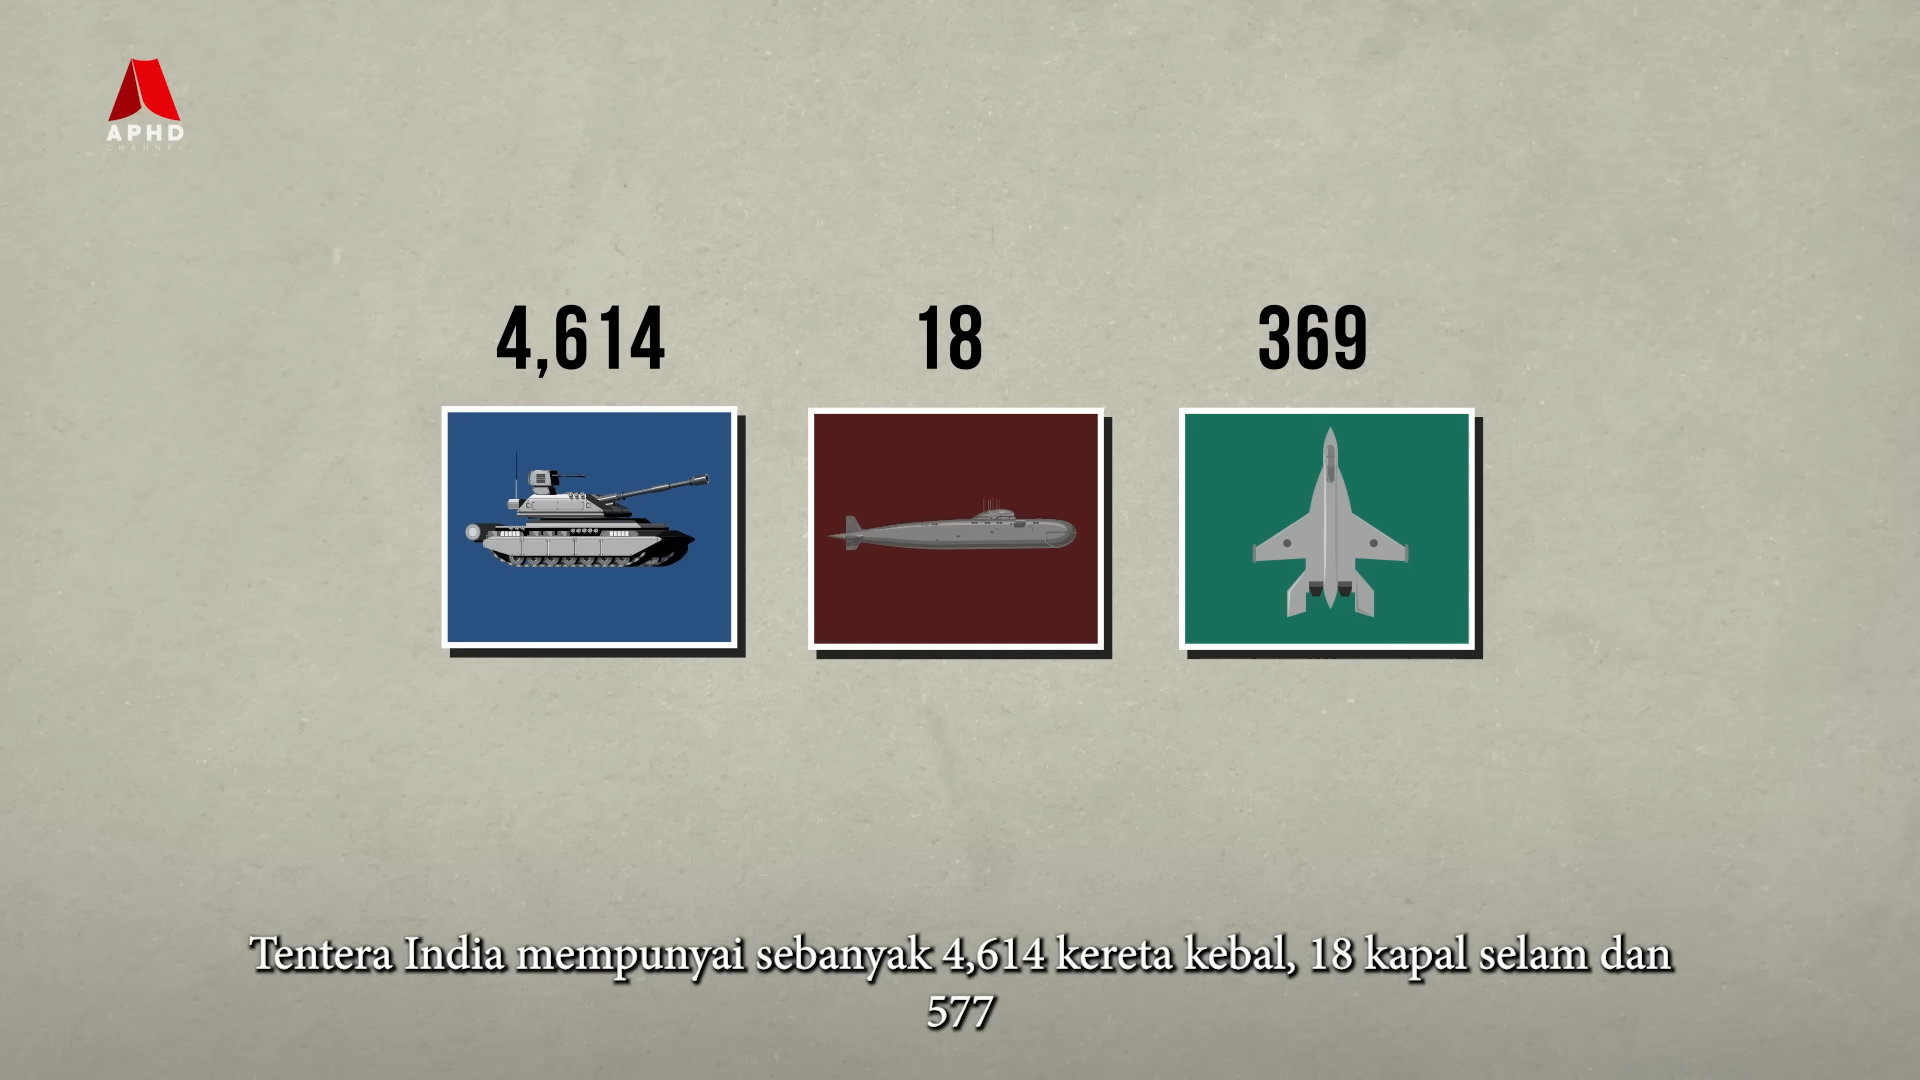 APHD
CHANNEL
4,614
18
369
Tentera India mempunyai sebanyak 4,614 kereta kebal, 18 kapal selam dan
577